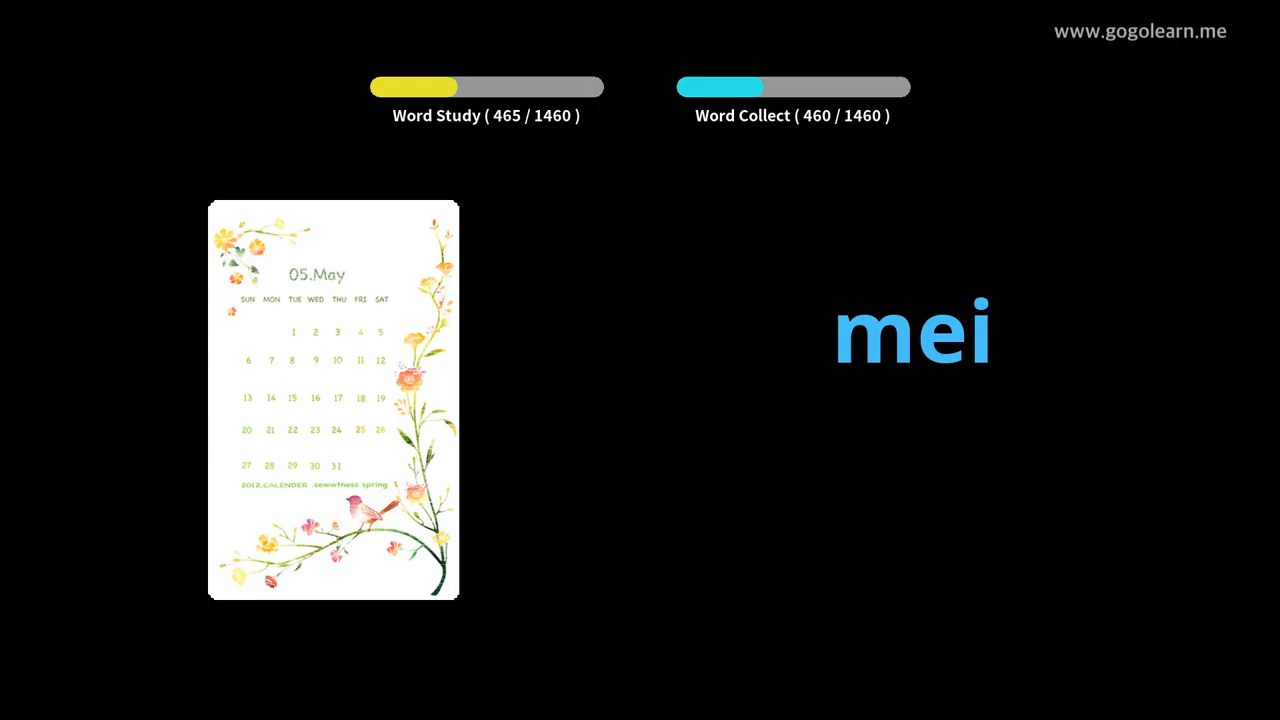 www.gogolearn.me
Word Study ( 465 / 1460 )
Word Collect ( 460 / 1460 )
05.May
SUN MON TUE WED THU FRI SAT
1 2 3 4 5
6 7 8 9 10 11 12
13 14 15 16 17 18 19
20 21 22 23 24 25 26
27 28 29 30 31
2012.CALENDER .sewwtness spring
mei